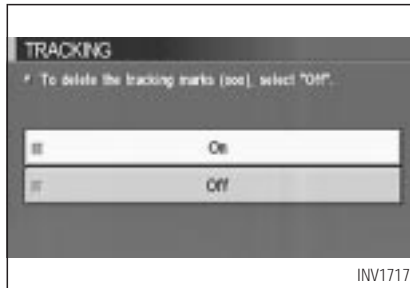 TRACKING
* To delete the tracking marks (ooo), select "Off".
On
Off
INV1717